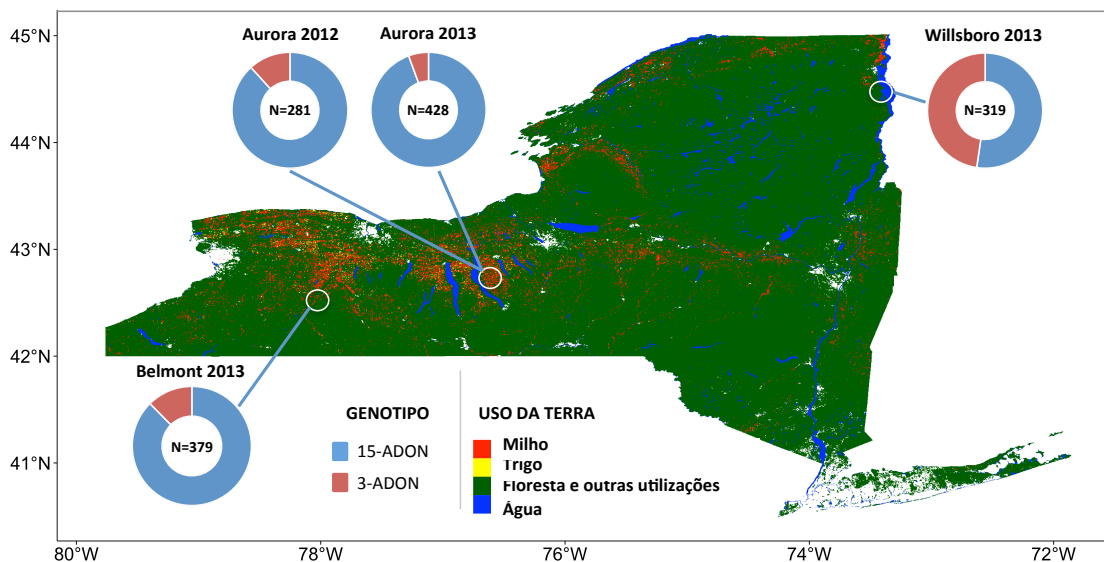 Aurora 2012
Aurora 2013
Willsboro 2013
N=281
N=428
N=319
45°N
44°N
43°N
42°N
41°N
Belmont 2013
N=379
GENOTIPO
15-ADON
3-ADON
USO DA TERRA
Milho
Trigo
Floresta e outras utilizações
Água
80°W
78°W
76°W
74°W
72°W